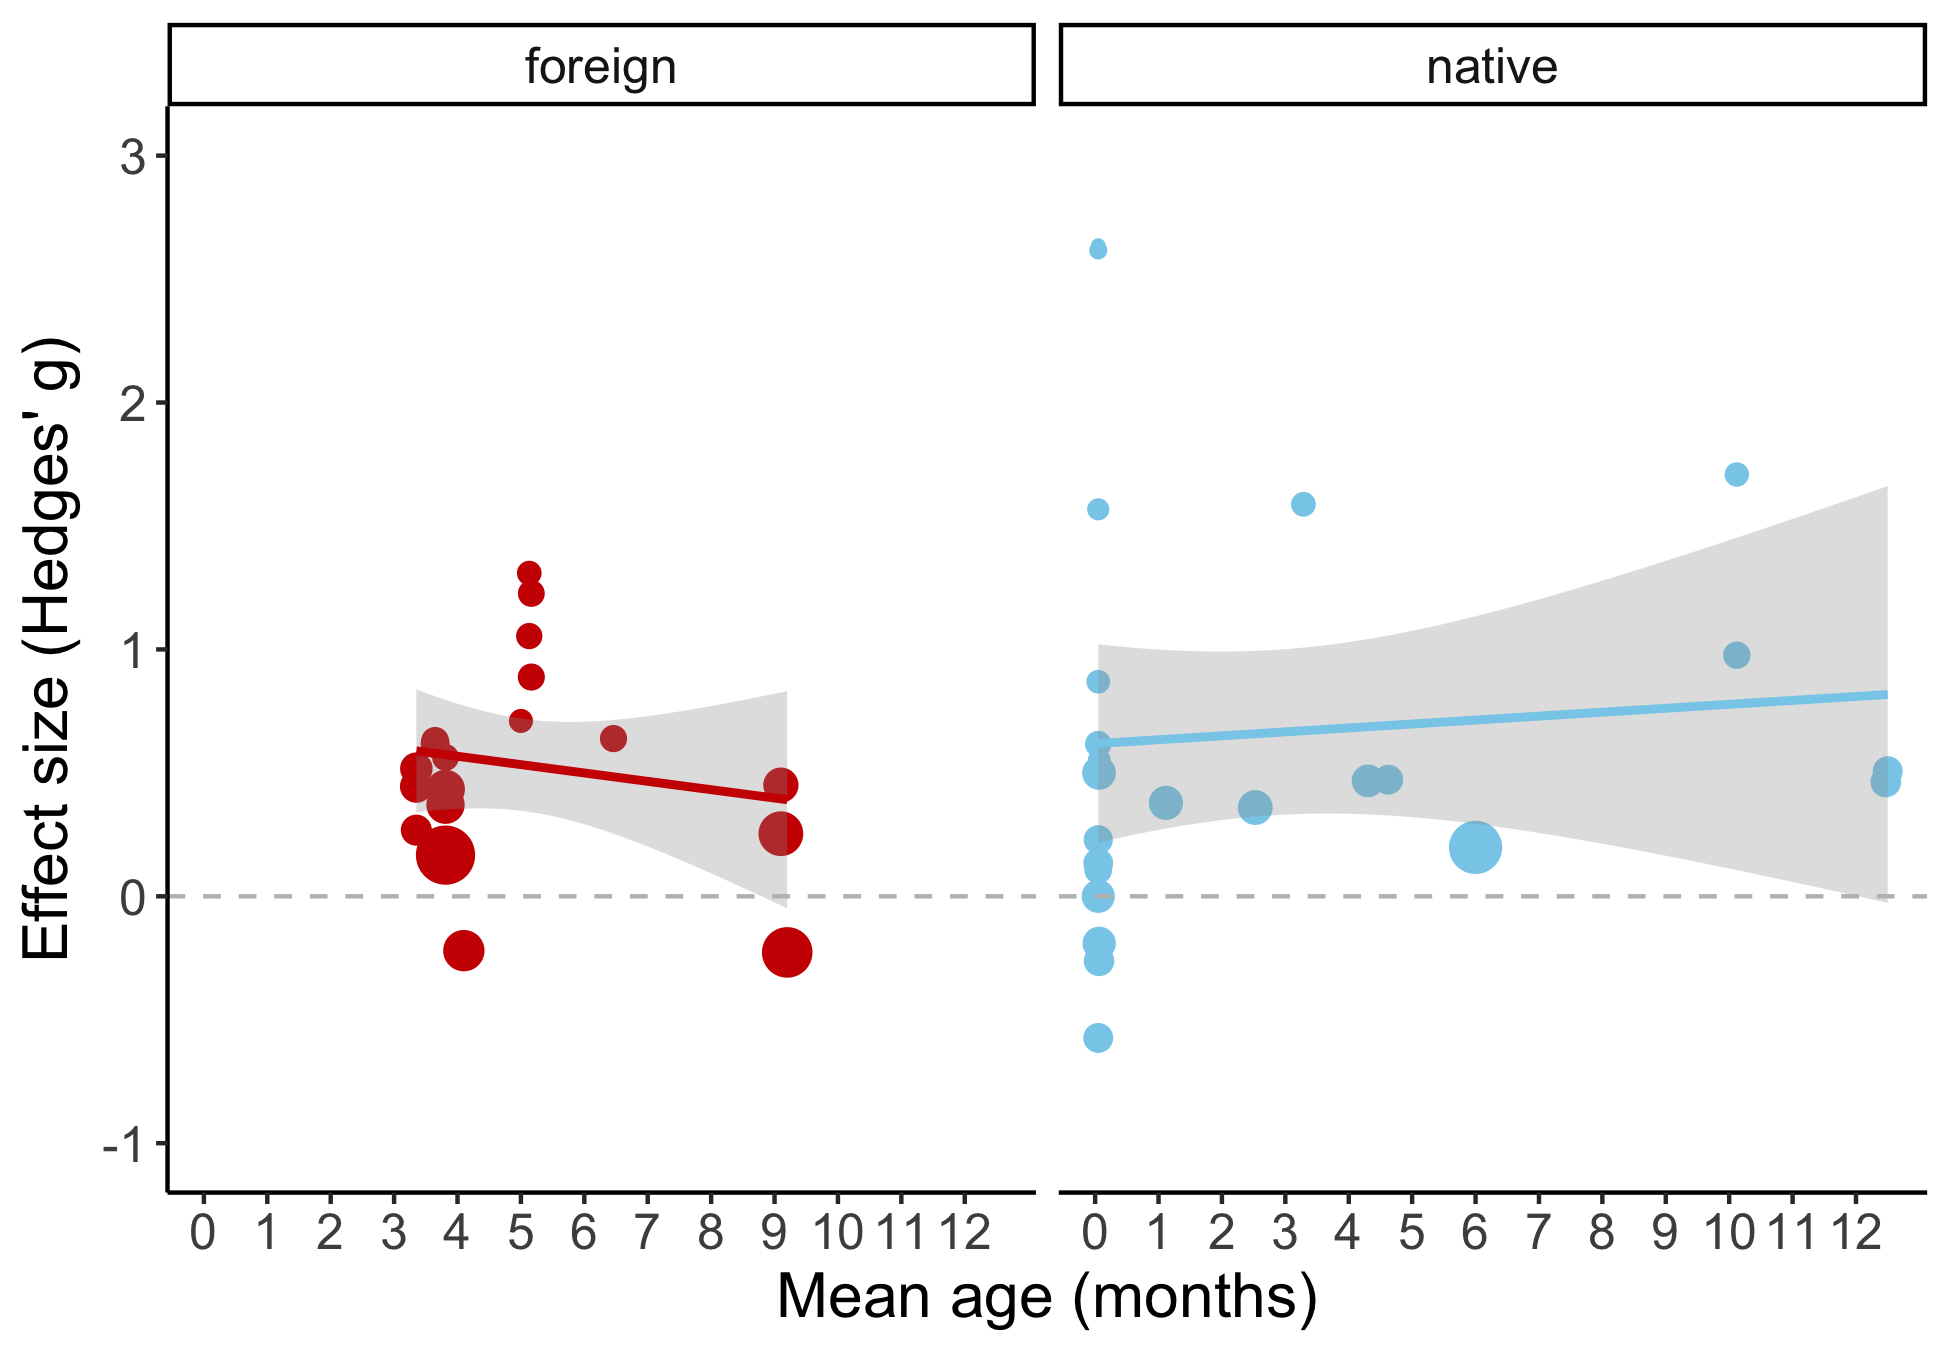 foreign
native
3
2
1
0
-1
Effect size (Hedges' g)
0 1 2 3 4 5 6 7 8 9 10 11 12
0 1 2 3 4 5 6 7 8 9 10 11 12
Mean age (months)